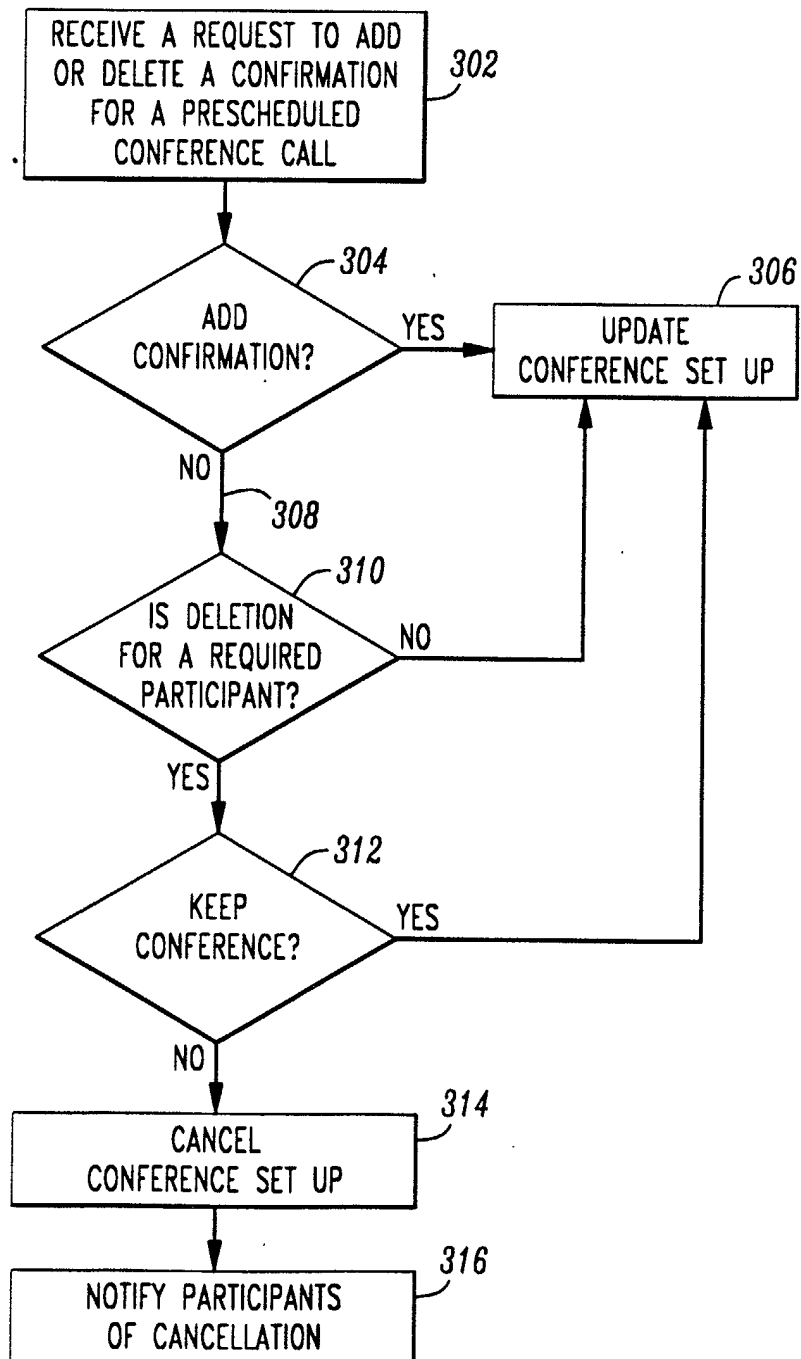 RECEIVE A REQUEST TO ADD
OR DELETE A CONFIRMATION
FOR A PRESCHEDULED
CONFERENCE CALL
302
304
ADD
CONFIRMATION?
YES
306
UPDATE
CONFERENCE SET UP
NO
308
310
IS DELETION
FOR A REQUIRED
PARTICIPANT?
NO
YES
312
KEEP
CONFERENCE?
YES
NO
314
CANCEL
CONFERENCE SET UP
316
NOTIFY PARTICIPANTS
OF CANCELLATION